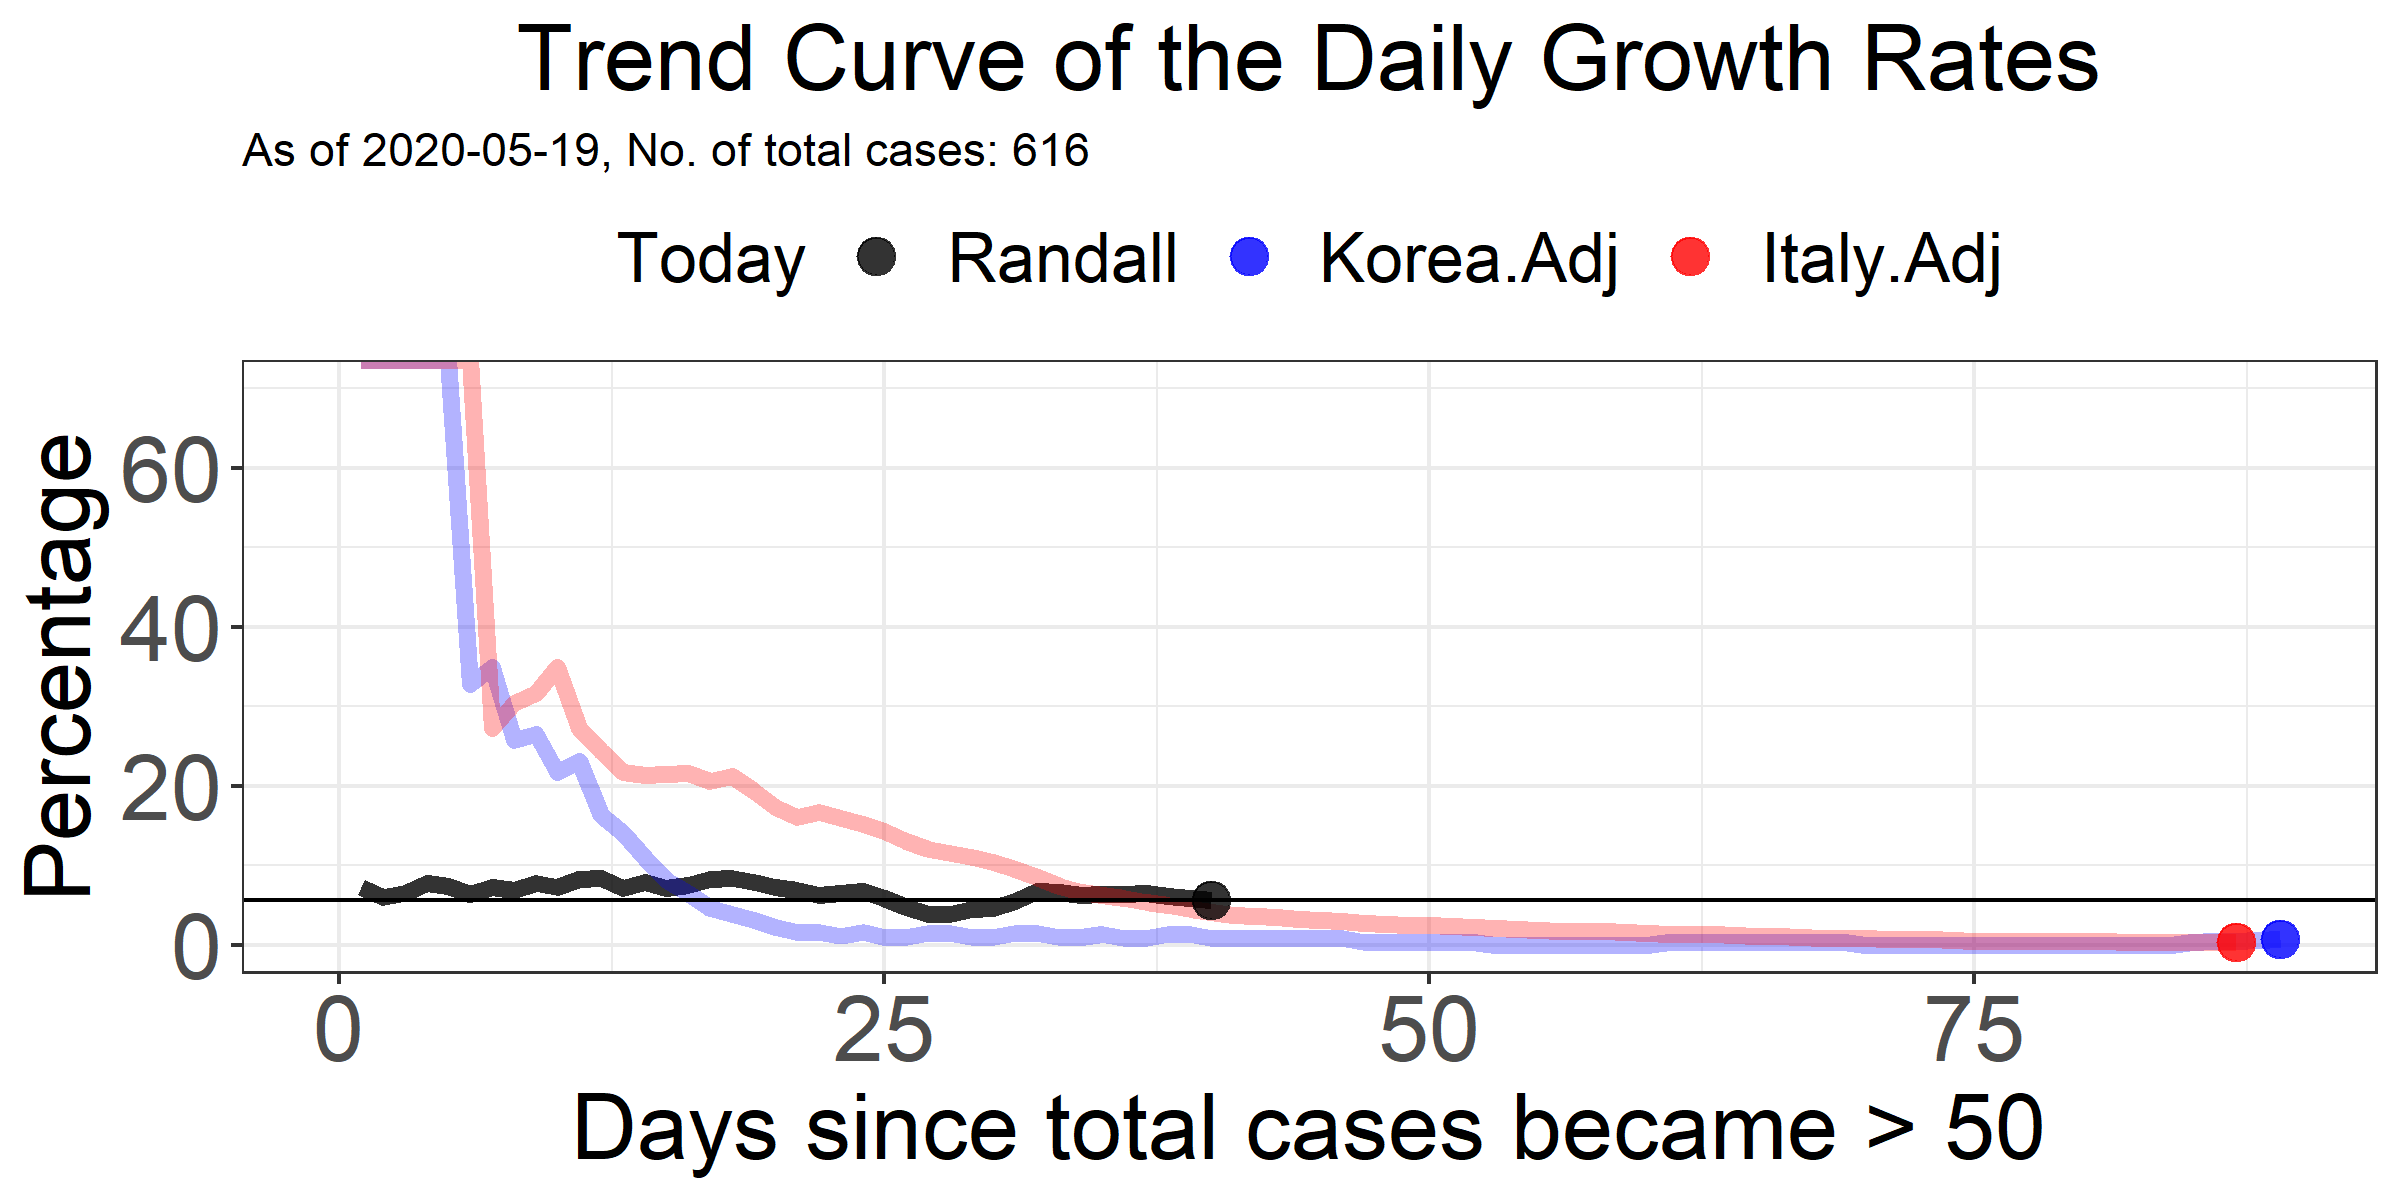 Trend Curve of the Daily Growth Rates
As of 2020-05-19, No. of total cases: 616
Today Randall Korea.Adj Italy.Adj
Percentage
60
40
20
0
0 25 50 75
Days since total cases became > 50